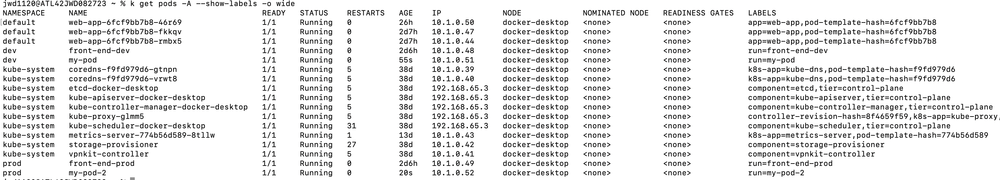 jwd1120@ATL42JWD082723 ~ % k get pods -A --show-labels -o wide
NAMESPACE NAME READY STATUS RESTARTS AGE IP NODE NOMINATED NODE READINESS GATES LABELS
default web-app-6fcf9bb7b8-46r69 1/1 Running 0 26h 10.1.0.50 docker-desktop <none> <none> app=web-app,pod-template-hash=6fcf9bb7b8
default web-app-6fcf9bb7b8-fkkqv 1/1 Running 0 2d7h 10.1.0.47 docker-desktop <none> <none> app=web-app,pod-template-hash=6fcf9bb7b8
default web-app-6fcf9bb7b8-rmbx5 1/1 Running 0 2d7h 10.1.0.44 docker-desktop <none> <none> app=web-app,pod-template-hash=6fcf9bb7b8
dev front-end-dev 1/1 Running 0 2d6h 10.1.0.48 docker-desktop <none> <none> run=front-end-dev
dev my-pod 1/1 Running 0 55s 10.1.0.51 docker-desktop <none> <none> run=my-pod
kube-system coredns-f9fd979d6-gtnpn 1/1 Running 5 38d 10.1.0.39 docker-desktop <none> <none> k8s-app=kube-dns,pod-template-hash=f9fd979d6
kube-system coredns-f9fd979d6-vrwt8 1/1 Running 5 38d 10.1.0.40 docker-desktop <none> <none> k8s-app=kube-dns,pod-template-hash=f9fd979d6
kube-system etcd-docker-desktop 1/1 Running 5 38d 192.168.65.3 docker-desktop <none> <none> component=etcd,tier=control-plane
kube-system kube-apiserver-docker-desktop 1/1 Running 5 38d 192.168.65.3 docker-desktop <none> <none> component=kube-apiserver,tier=control-plane
kube-system kube-controller-manager-docker-desktop 1/1 Running 5 38d 192.168.65.3 docker-desktop <none> <none> component=kube-controller-manager,tier=control-plane
kube-system kube-proxy-glmm5 1/1 Running 5 38d 192.168.65.3 docker-desktop <none> <none> controller-revision-hash=8f4659f59,k8s-app=kube-proxy,
kube-system kube-scheduler-docker-desktop 1/1 Running 31 38d 192.168.65.3 docker-desktop <none> <none> component=kube-scheduler,tier=control-plane
kube-system metrics-server-774b56d589-8tllw 1/1 Running 1 13d 10.1.0.43 docker-desktop <none> <none> k8s-app=metrics-server,pod-template-hash=774b56d589
kube-system storage-provisioner 1/1 Running 27 38d 10.1.0.42 docker-desktop <none> <none> component=storage-provisioner
kube-system vpnkit-controller 1/1 Running 5 38d 10.1.0.41 docker-desktop <none> <none> component=vpnkit-controller
prod front-end-prod 1/1 Running 0 2d6h 10.1.0.49 docker-desktop <none> <none> run=front-end-prod
prod my-pod-2 1/1 Running 0 20s 10.1.0.52 docker-desktop <none> <none> run=my-pod-2